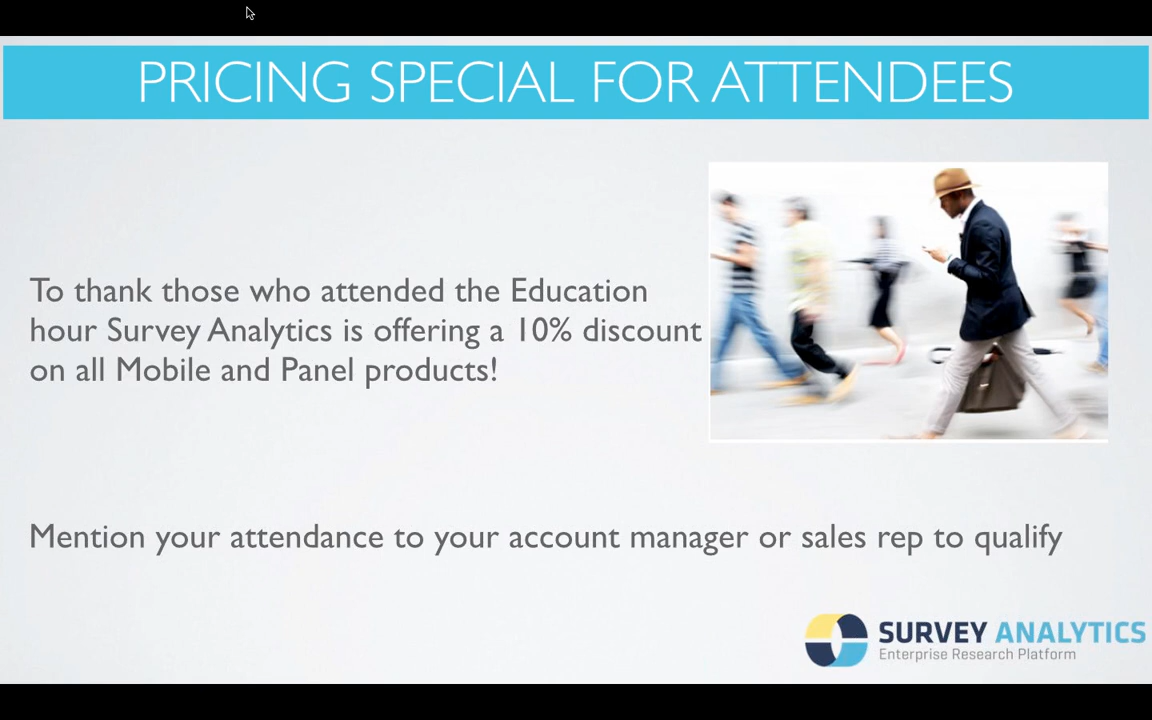 PRICING SPECIAL FOR ATTENDEES
To thank those who attended the Education
hour Survey Analytics is offering a 10% discount
on all Mobile and Panel products!
Mention your attendance to your account manager or sales rep to qualify
SURVEY ANALYTICS
Enterprise Research Platform